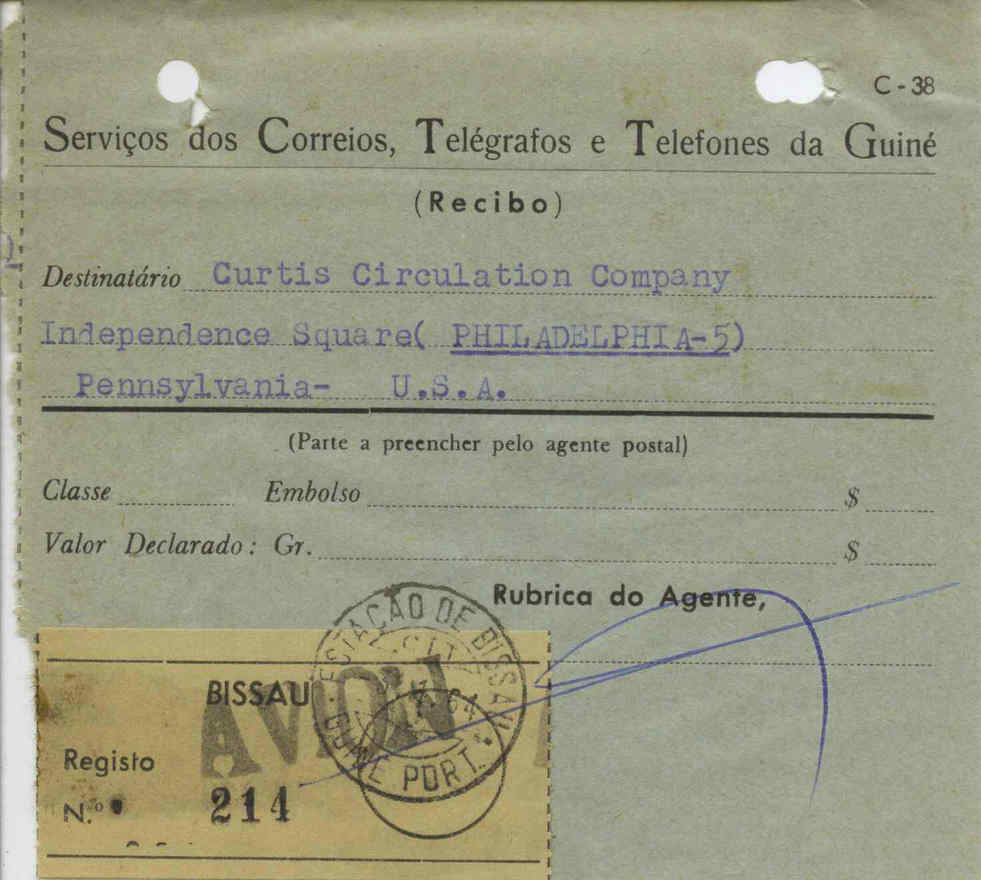 C-38
Serviços dos Correios, Telégrafos e Telefones da Guiné
(Recibo)
Destinatário Curtis Circulation Company
Independence Square( PHILADELPHIA-5)
Pennsylvania- U.S.A.
(Parte a preencher pelo agente postal)
Classe Embolso $
Valor Declarado: Gr. $
Rubrica do Agente,
ESTAÇÃO DE BISSAU
64
GUINÉ PORT.
BISSAU
AVION
Registo
N.º 214